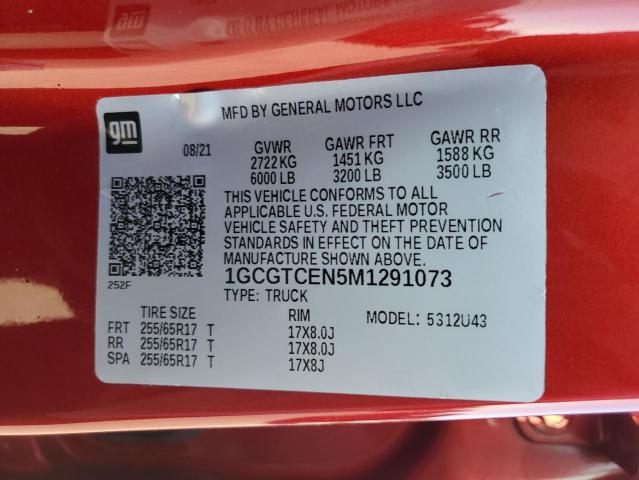 MFD BY GENERAL MOTORS LLC
gm
08/21
GVWR GAWR FRT GAWR RR
2722 KG 1451 KG 1588 KG
6000 LB 3200 LB 3500 LB
THIS VEHICLE CONFORMS TO ALL
APPLICABLE U.S. FEDERAL MOTOR
VEHICLE SAFETY AND THEFT PREVENTION
STANDARDS IN EFFECT ON THE DATE OF
MANUFACTURE SHOWN ABOVE.
252F
1GCGTCEN5M1291073
TYPE: TRUCK
TIRE SIZE RIM MODEL: 5312U43
FRT 255/65R17 T 17X8.0J
RR 255/65R17 T 17X8.0J
SPA 255/65R17 T 17X8J